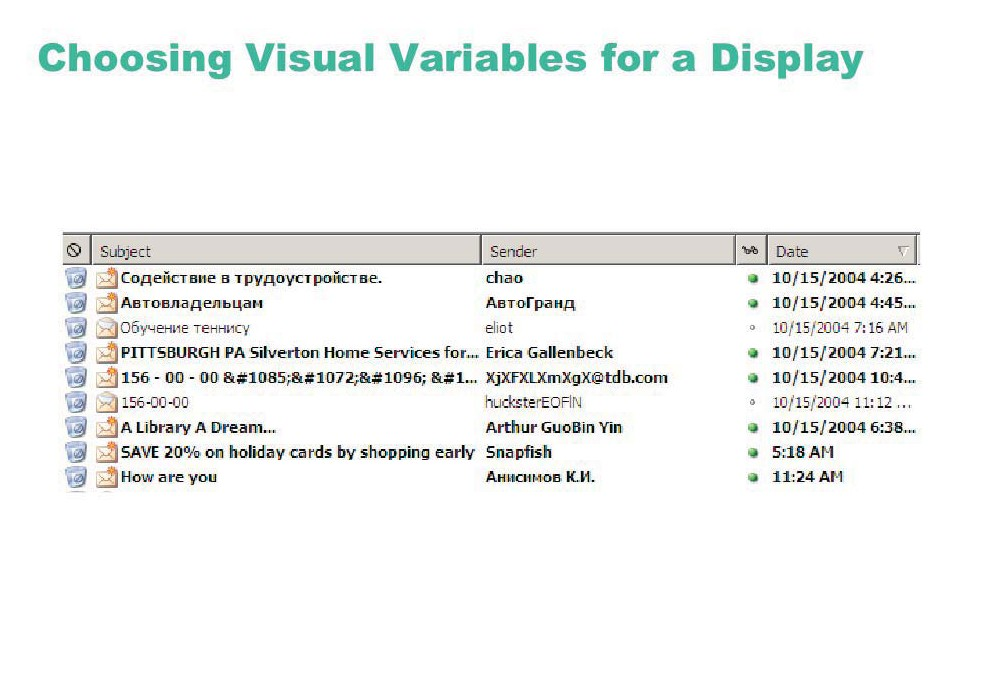 Choosing Visual Variables for a Display
Subject Sender Date
Содействие в трудоустройстве. chao 10/15/2004 4:26...
Автовладельцам АвтоГранд 10/15/2004 4:45...
Обучение теннису eliot 10/15/2004 7:16 AM
PITTSBURGH PA Silverton Home Services for... Erica Gallenbeck 10/15/2004 7:21...
156 - 00 - 00 &#1085;&#1072;&#1096; &#1... XjXFXLXmXgX@tdb.com 10/15/2004 10:4...
156-00-00 hucksterEOFlN 10/15/2004 11:12 ...
A Library A Dream... Arthur GuoBin Yin 10/15/2004 6:38...
SAVE 20% on holiday cards by shopping early Snapfish 5:18 AM
How are you Анисимов К.И. 11:24 AM